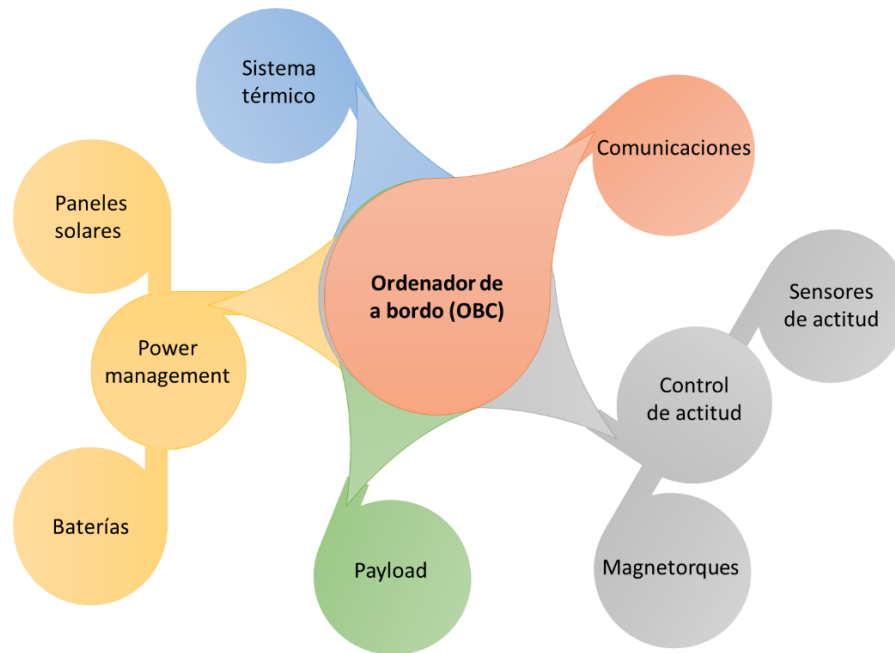 Sistema
térmico
Comunicaciones
Paneles
solares
Ordenador de
a bordo (OBC)
Sensores
de actitud
Power
management
Control
de actitud
Baterías
Payload
Magnetorques